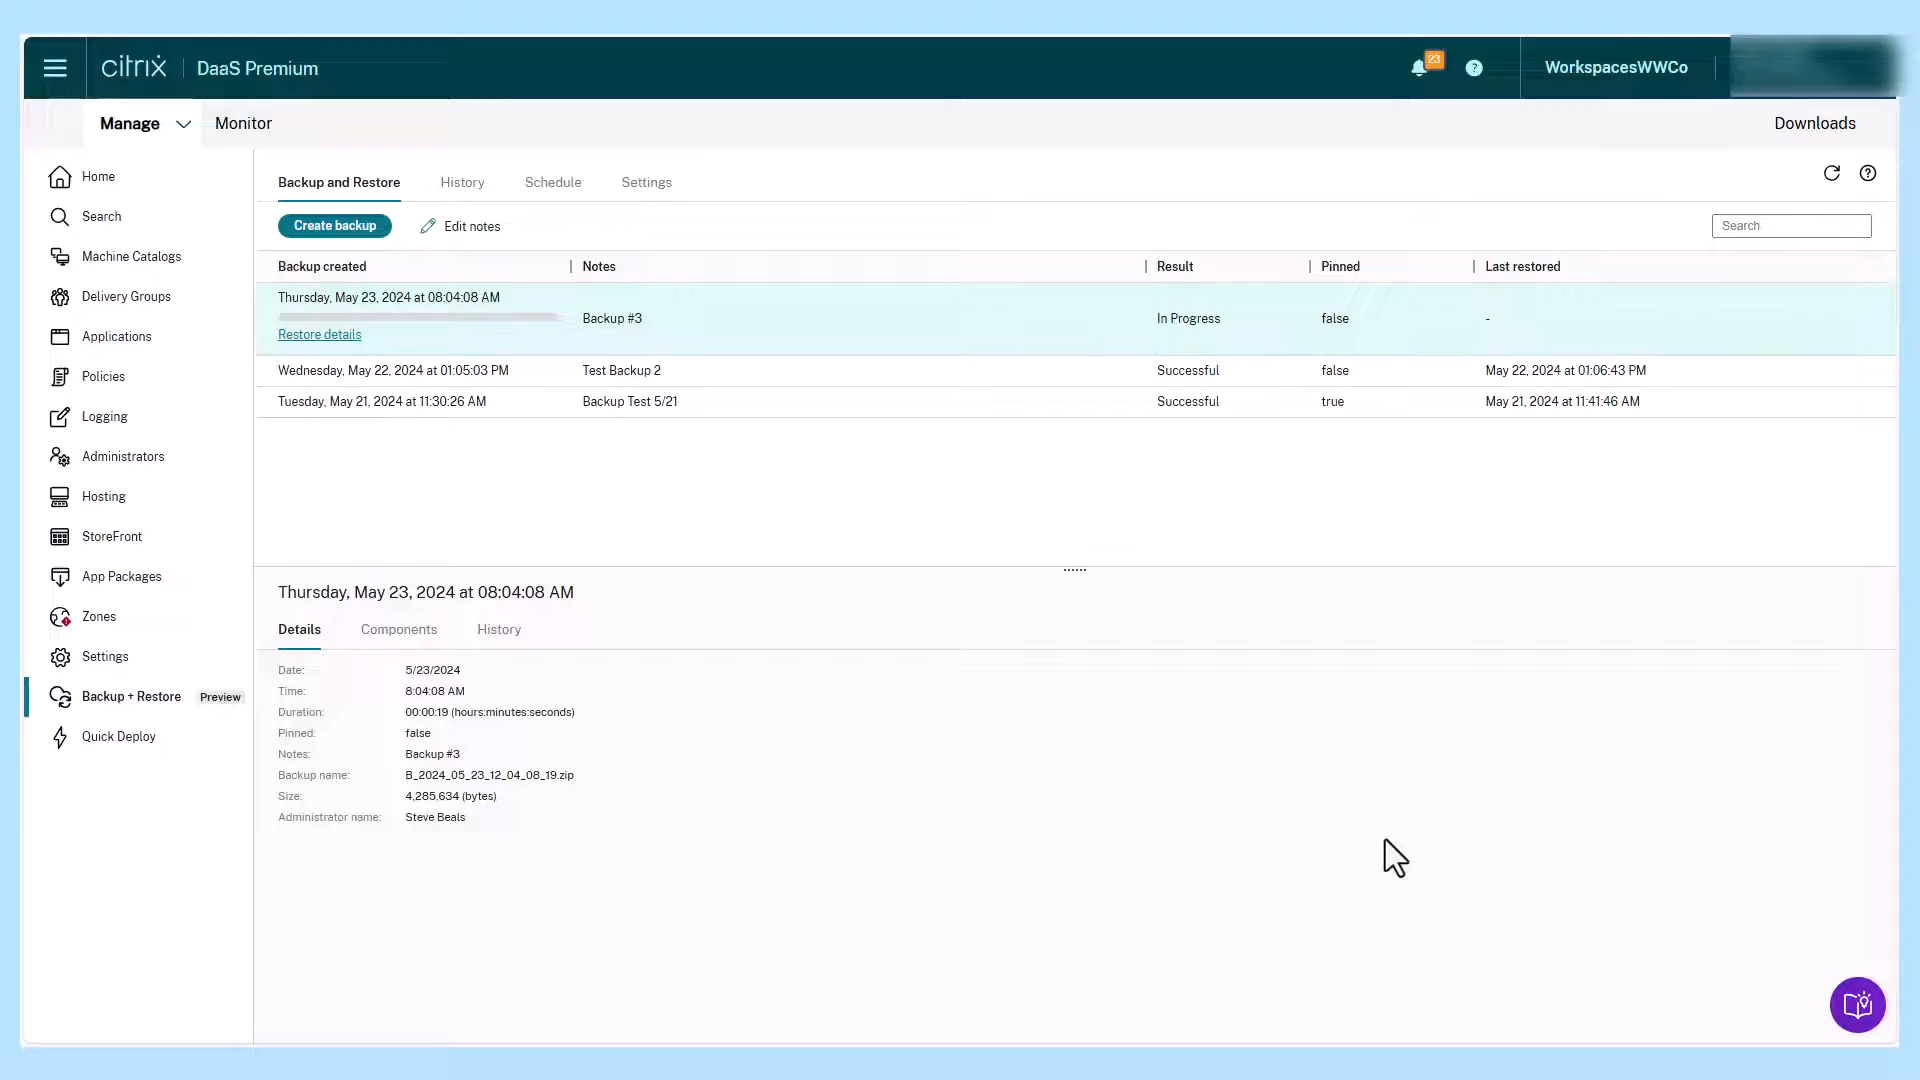 citrix | DaaS Premium
23
?
WorkspacesWWCo
Manage
Monitor
Downloads
Home
Search
Machine Catalogs
Delivery Groups
Applications
Policies
Logging
Administrators
Hosting
StoreFront
App Packages
Zones
Settings
Backup + Restore Preview
Quick Deploy
Backup and Restore History Schedule Settings
Create backup Edit notes
Search
Backup created Notes Result Pinned Last restored
Thursday, May 23, 2024 at 08:04:08 AM
Backup #3 In Progress false -
Restore details
Wednesday, May 22, 2024 at 01:05:03 PM Test Backup 2 Successful false May 22, 2024 at 01:06:43 PM
Tuesday, May 21, 2024 at 11:30:26 AM Backup Test 5/21 Successful true May 21, 2024 at 11:41:46 AM
Thursday, May 23, 2024 at 08:04:08 AM
Details Components History
Date: 5/23/2024
Time: 8:04:08 AM
Duration: 00:00:19 (hours:minutes:seconds)
Pinned: false
Notes: Backup #3
Backup name: B_2024_05_23_12_04_08_19.zip
Size: 4,285,634 (bytes)
Administrator name: Steve Beals